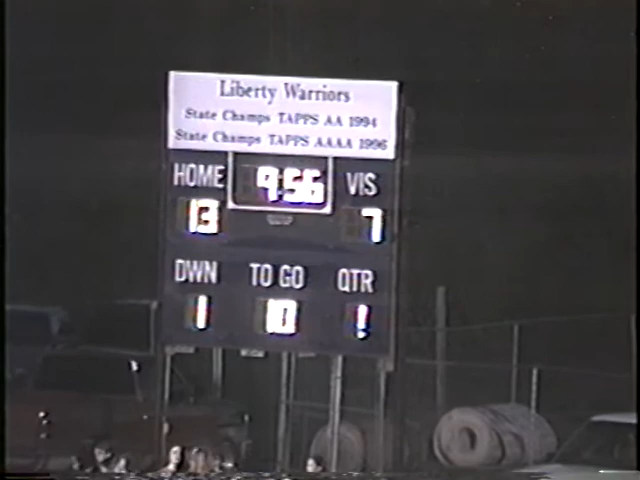 Liberty Warriors
State Champs TAPPS AA 1994
State Champs TAPPS AAAA 1996
HOME 9:56 VIS
13 7
DWN TO GO QTR
1 10